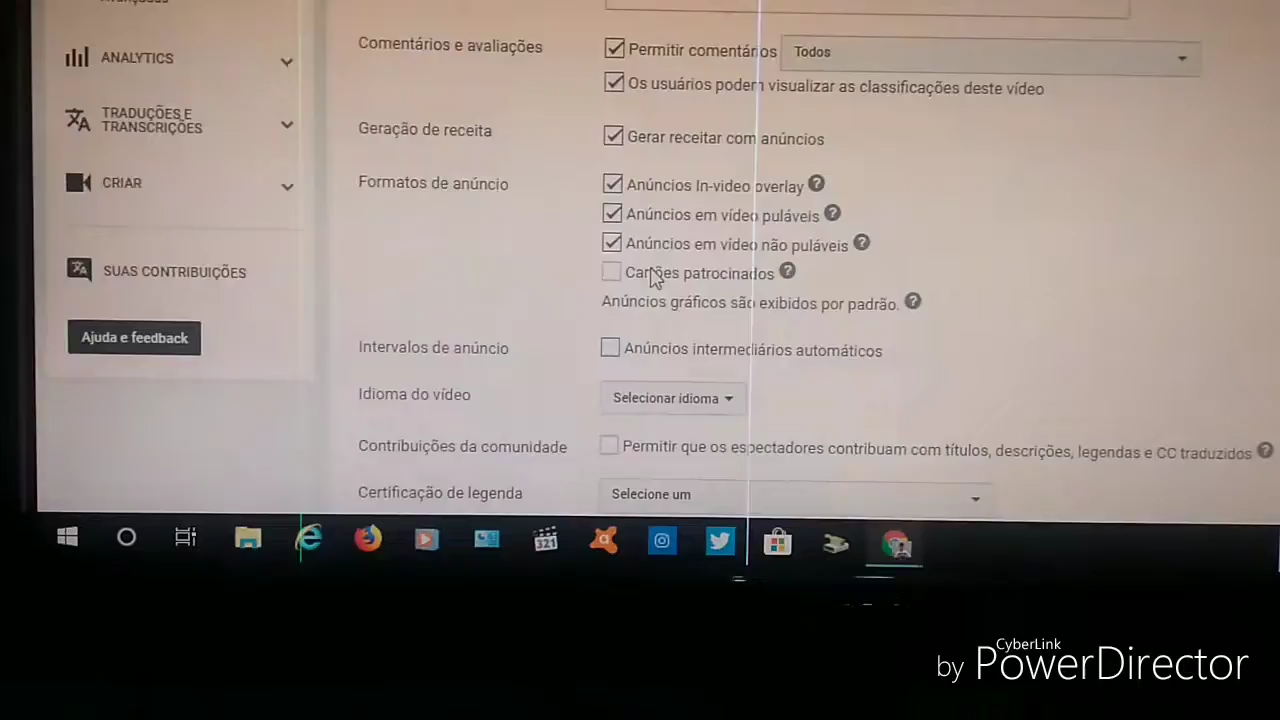 Comentários e avaliações
Permitir comentários
Todos
ANALYTICS
Os usuários podem visualizar as classificações deste vídeo
TRADUÇÕES E
TRANSCRIÇÕES
Geração de receita
Gerar receitar com anúncios
CRIAR
Formatos de anúncio
Anúncios In-video overlay
Anúncios em vídeo puláveis
Anúncios em vídeo não puláveis
SUAS CONTRIBUIÇÕES
Cartões patrocinados
Anúncios gráficos são exibidos por padrão.
Ajuda e feedback
Intervalos de anúncio
Anúncios intermediários automáticos
Idioma do vídeo
Selecionar idioma
Contribuições da comunidade
Permitir que os espectadores contribuam com títulos, descrições, legendas e CC traduzidos
Certificação de legenda
Selecione um
321
CyberLink
by PowerDirector